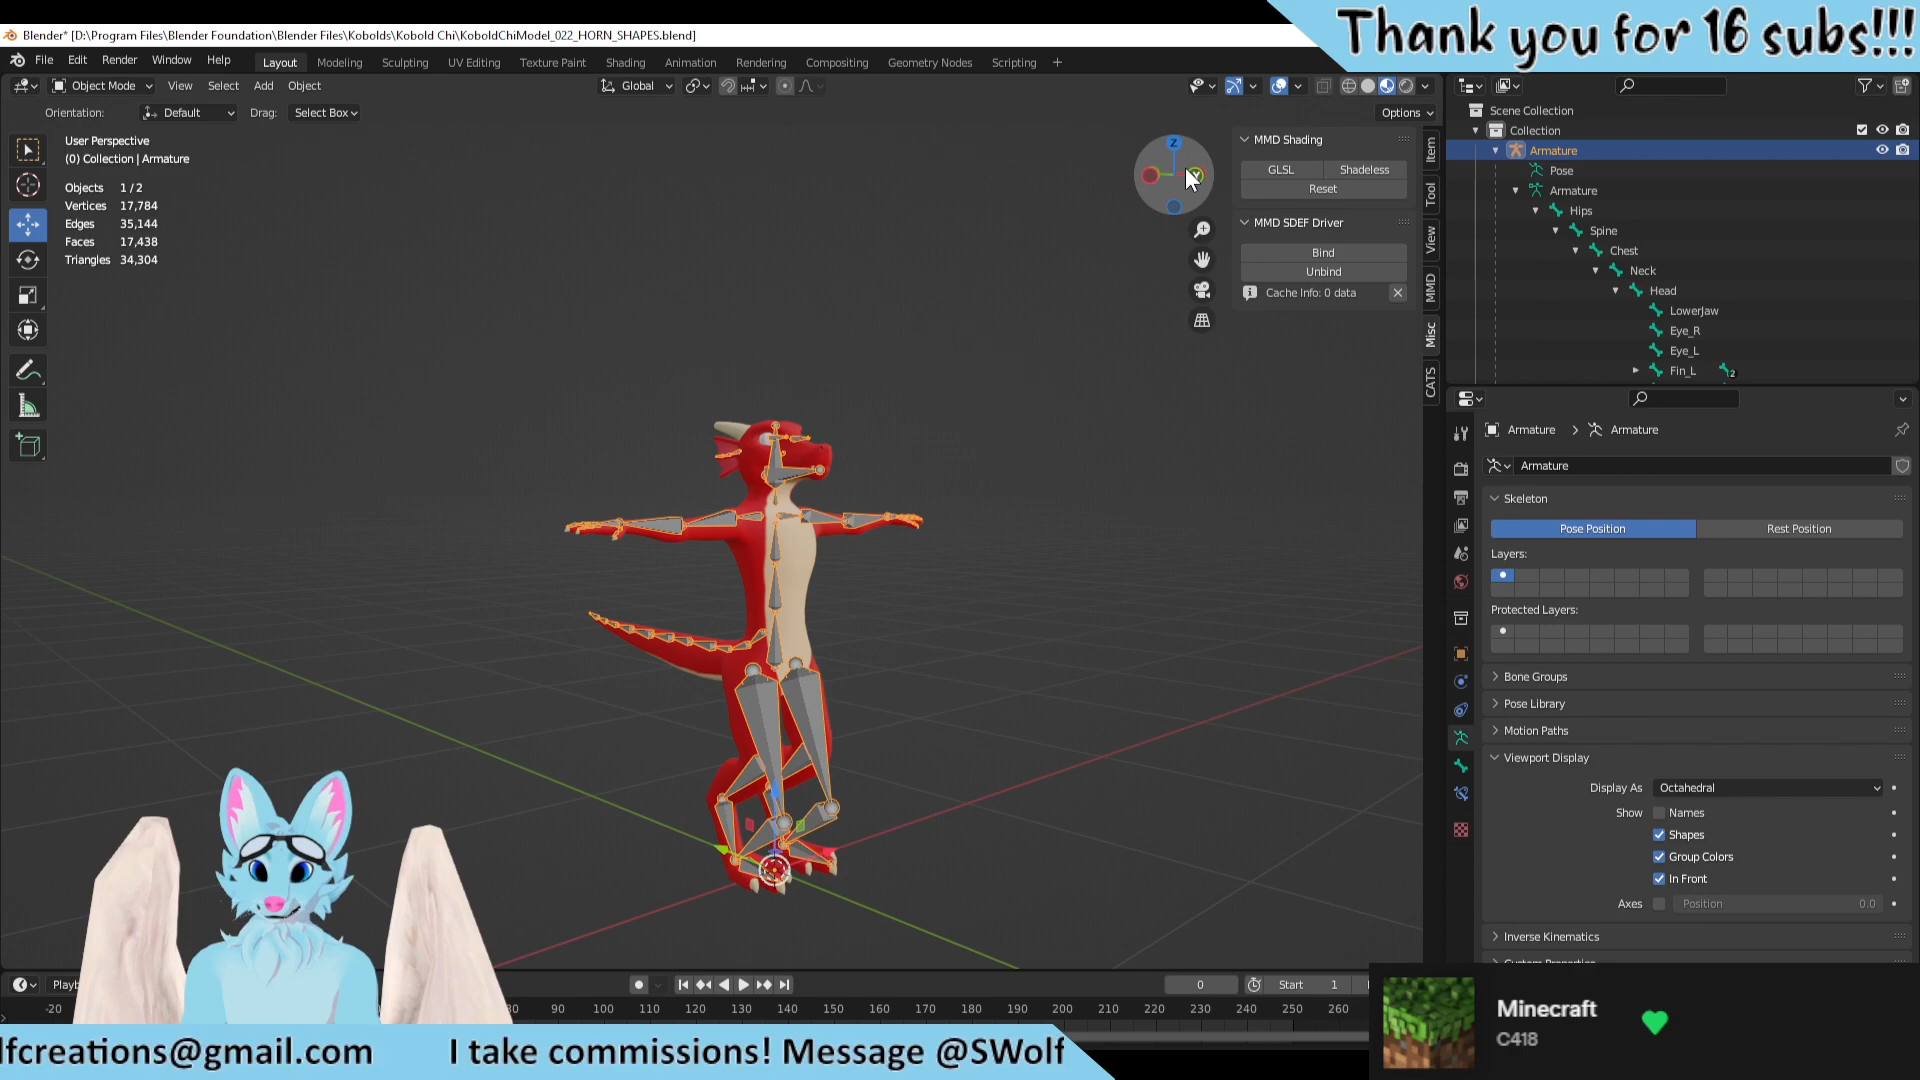 Thank you for 16 subs!!!
Blender* [D:\Program Files\Blender Foundation\Blender Files\Kobolds\Kobold Chi\KoboldChiModel_022_HORN_SHAPES.blend]
File Edit Render Window Help Layout Modeling Sculpting UV Editing Texture Paint Shading Animation Rendering Compositing Geometry Nodes Scripting +
Object Mode View Select Add Object Global
Orientation: Default Drag: Select Box Options
User Perspective
(0) Collection | Armature
Objects 1 / 2
Vertices 17,784
Edges 35,144
Faces 17,438
Triangles 34,304
Z
Y
MMD Shading
GLSL Shadeless
Reset
MMD SDEF Driver
Bind
Unbind
Cache Info: 0 data
Item
Tool
View
MMD
Misc
CATS
Scene Collection
Collection
Armature
Pose
Armature
Hips
Spine
Chest
Neck
Head
LowerJaw
Eye_R
Eye_L
Fin_L 2
Armature > Armature
Armature
Skeleton
Pose Position Rest Position
Layers:
Protected Layers:
Bone Groups
Pose Library
Motion Paths
Viewport Display
Display As Octahedral
Show Names
Shapes
Group Colors
In Front
Axes Position 0.0
Inverse Kinematics
0 Start 1
-20 90 100 110 120 130 140 150 160 170 180 190 200 210 220 230 240 250 260
lfcreations@gmail.com I take commissions! Message @SWolf
Minecraft
C418